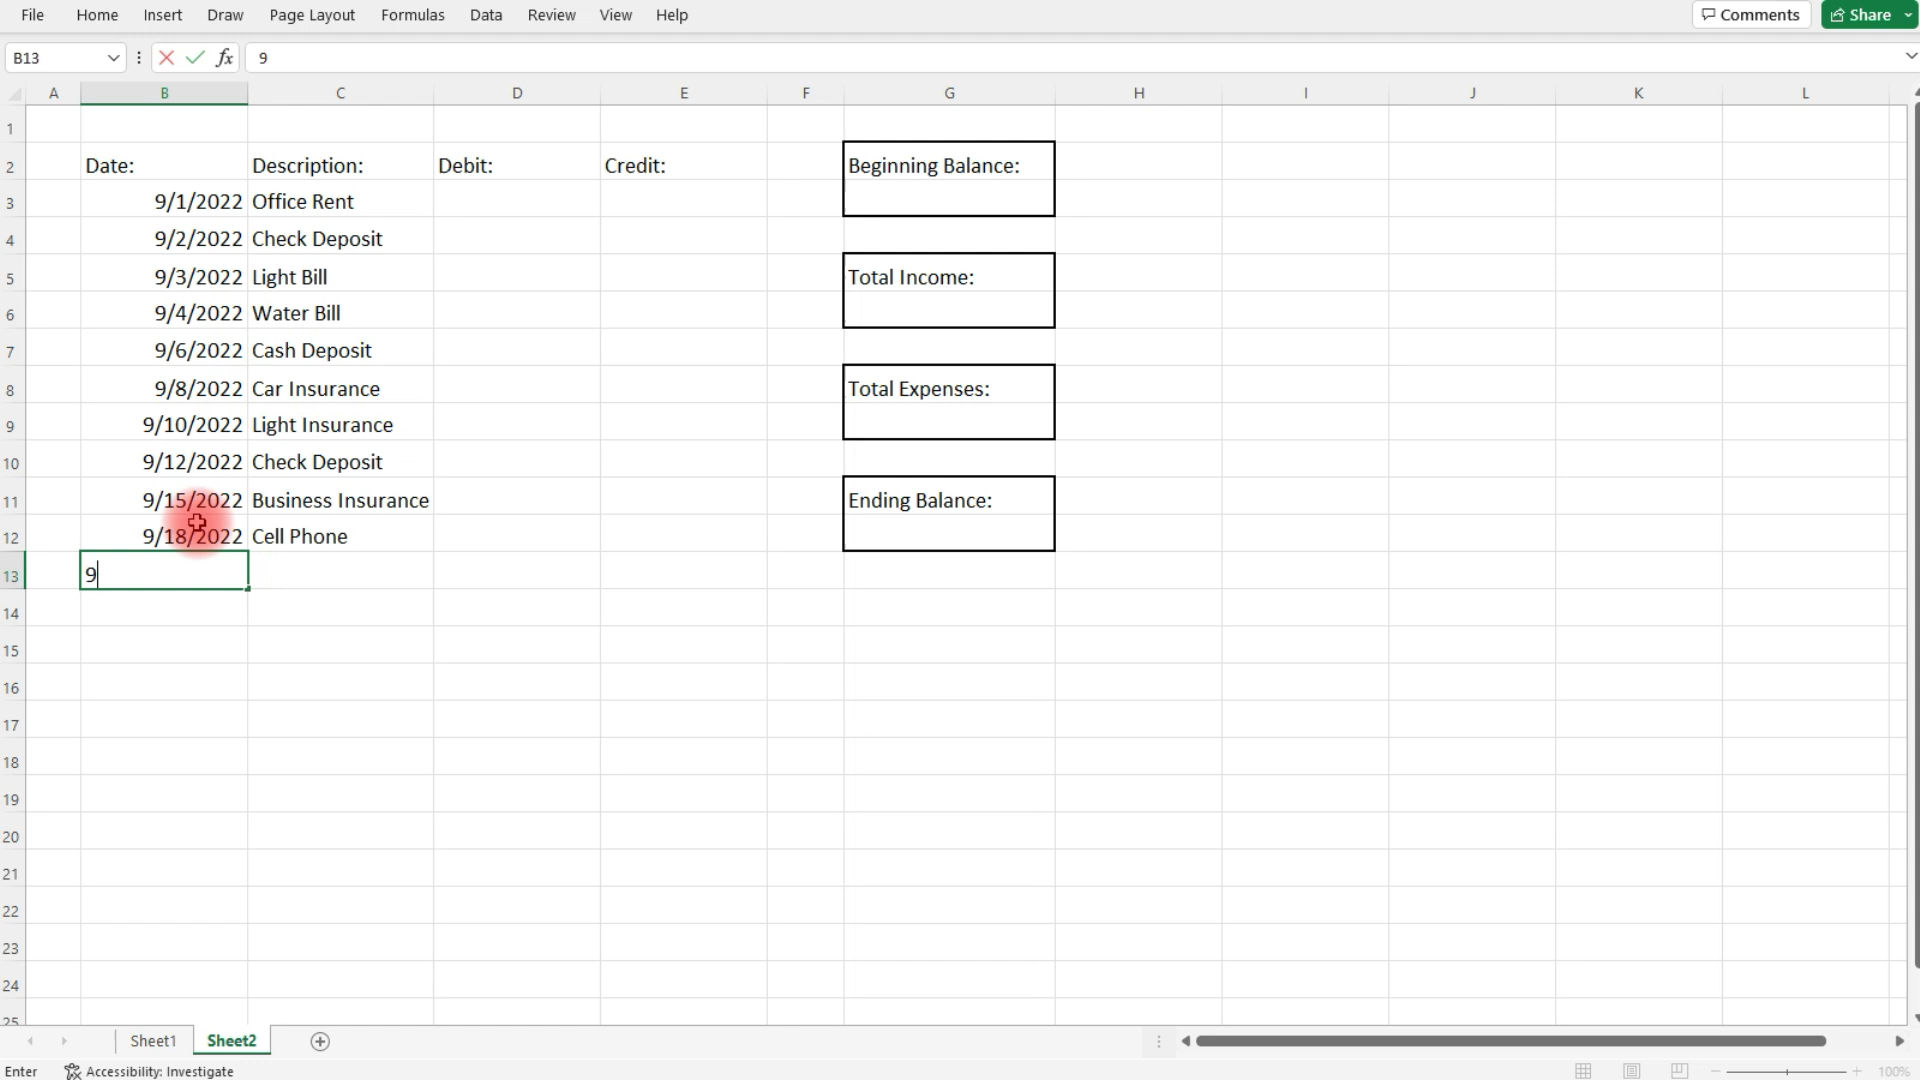 File Home Insert Draw Page Layout Formulas Data Review View Help Comments Share
B13 fx 9
A B C D E F G H I J K L
1
2 Date: Description: Debit: Credit: Beginning Balance:
3 9/1/2022 Office Rent
4 9/2/2022 Check Deposit
5 9/3/2022 Light Bill Total Income:
6 9/4/2022 Water Bill
7 9/6/2022 Cash Deposit
8 9/8/2022 Car Insurance Total Expenses:
9 9/10/2022 Light Insurance
10 9/12/2022 Check Deposit
11 9/15/2022 Business Insurance Ending Balance:
12 9/18/2022 Cell Phone
13 9
14
15
16
17
18
19
20
21
22
23
24
25
Sheet1 Sheet2
Enter Accessibility: Investigate 100%